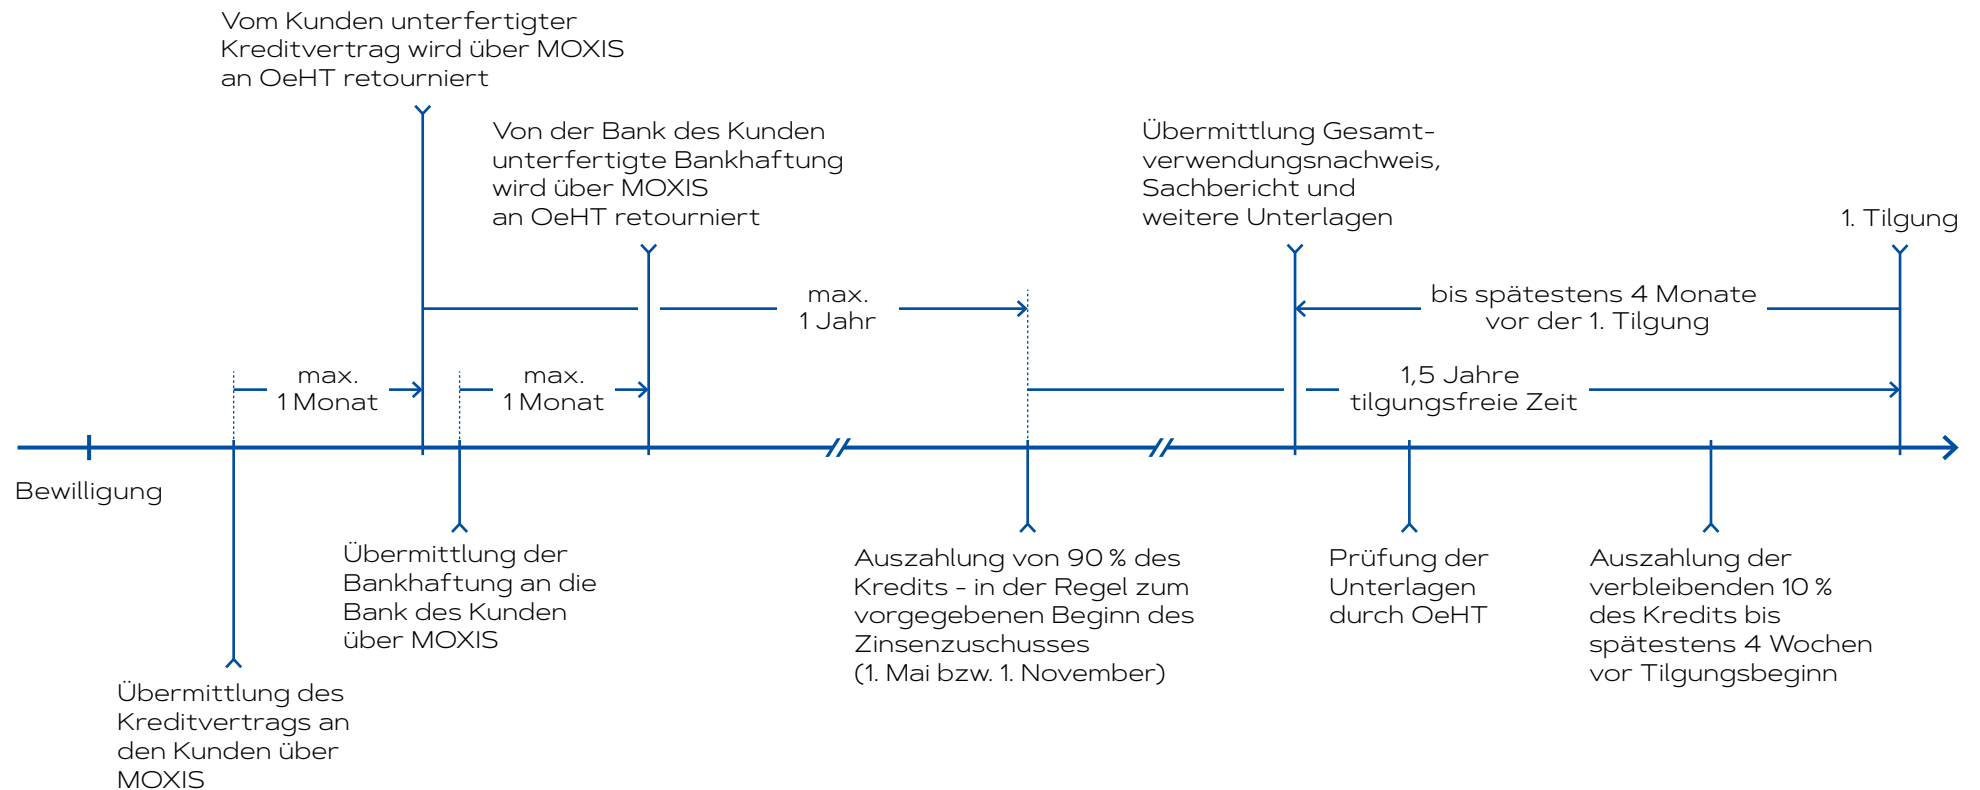 Vom Kunden unterfertigter
Kreditvertrag wird über MOXIS
an OeHT retourniert
Von der Bank des Kunden
unterfertigte Bankhaftung
wird über MOXIS
an OeHT retourniert
Übermittlung Gesamt-
verwendungsnachweis,
Sachbericht und
weitere Unterlagen
1. Tilgung
max.
1 Jahr
bis spätestens 4 Monate
vor der 1. Tilgung
max.
1 Monat
max.
1 Monat
1,5 Jahre
tilgungsfreie Zeit
Bewilligung
Übermittlung des
Kreditvertrags an
den Kunden über
MOXIS
Übermittlung der
Bankhaftung an die
Bank des Kunden
über MOXIS
Auszahlung von 90 % des
Kredits - in der Regel zum
vorgegebenen Beginn des
Zinsenzuschusses
(1. Mai bzw. 1. November)
Prüfung der
Unterlagen
durch OeHT
Auszahlung der
verbleibenden 10 %
des Kredits bis
spätestens 4 Wochen
vor Tilgungsbeginn